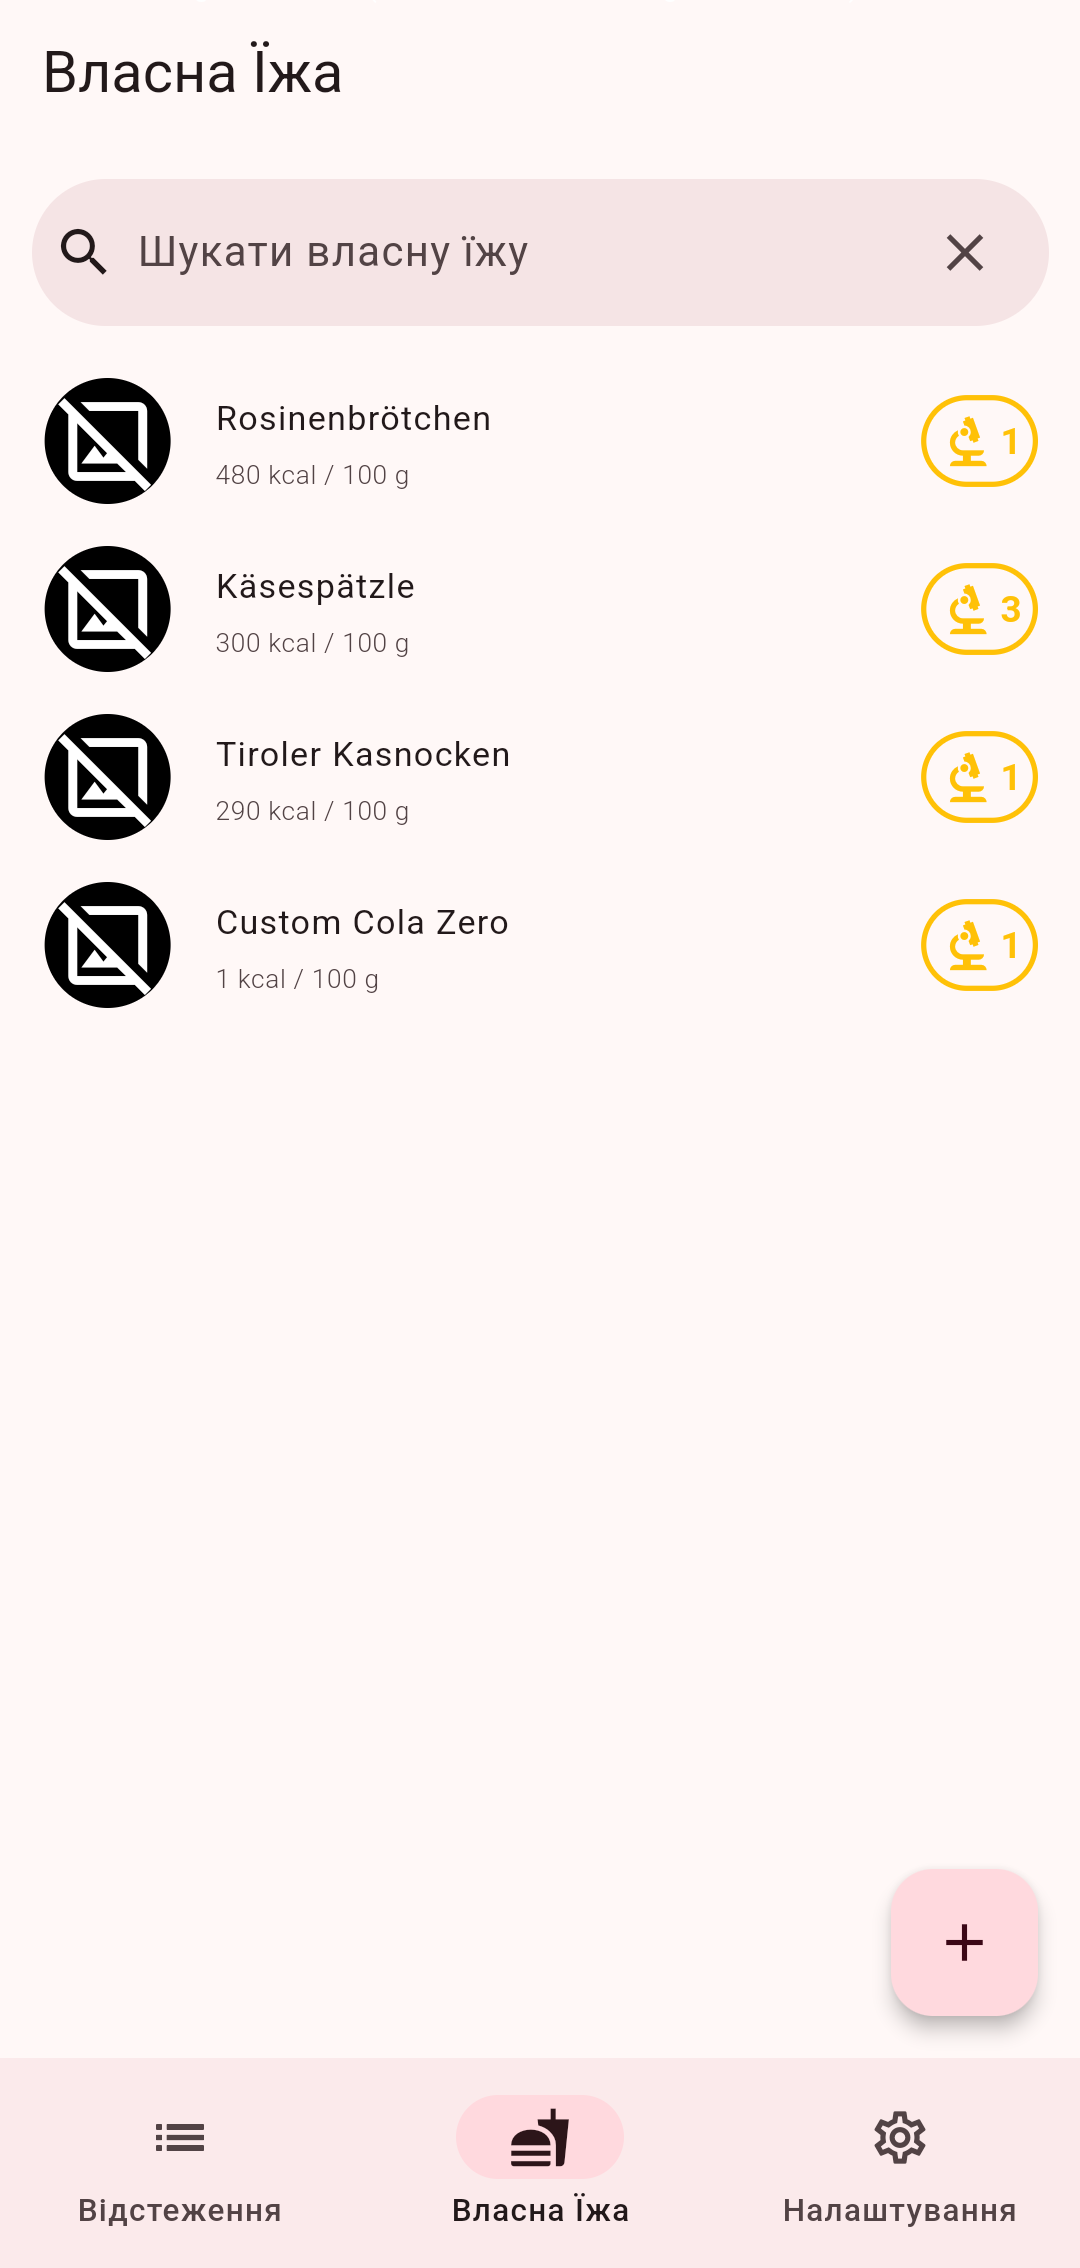 Власна Їжа
Шукати власну їжу
Rosinenbrötchen
480 kcal / 100 g
1
Käsespätzle
300 kcal / 100 g
3
Tiroler Kasnocken
290 kcal / 100 g
1
Custom Cola Zero
1 kcal / 100 g
1
Відстеження
Власна Їжа
Налаштування